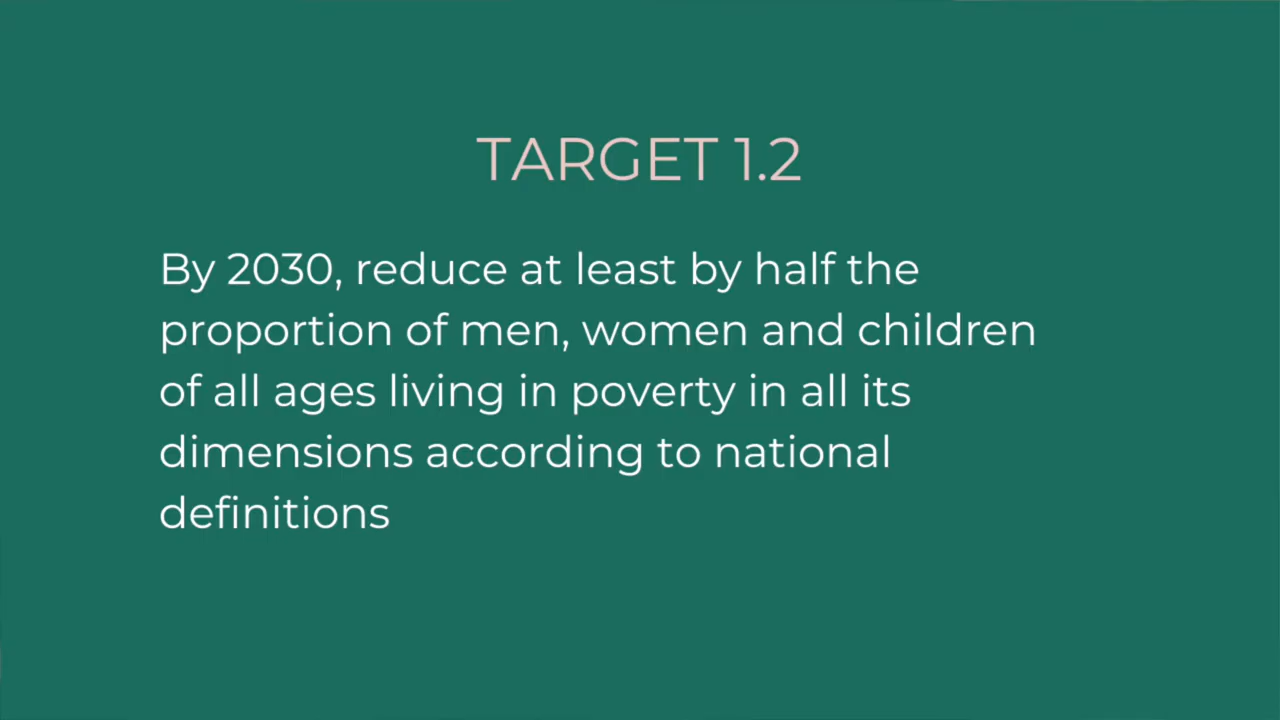 TARGET 1.2
By 2030, reduce at least by half the
proportion of men, women and children
of all ages living in poverty in all its
dimensions according to national
definitions